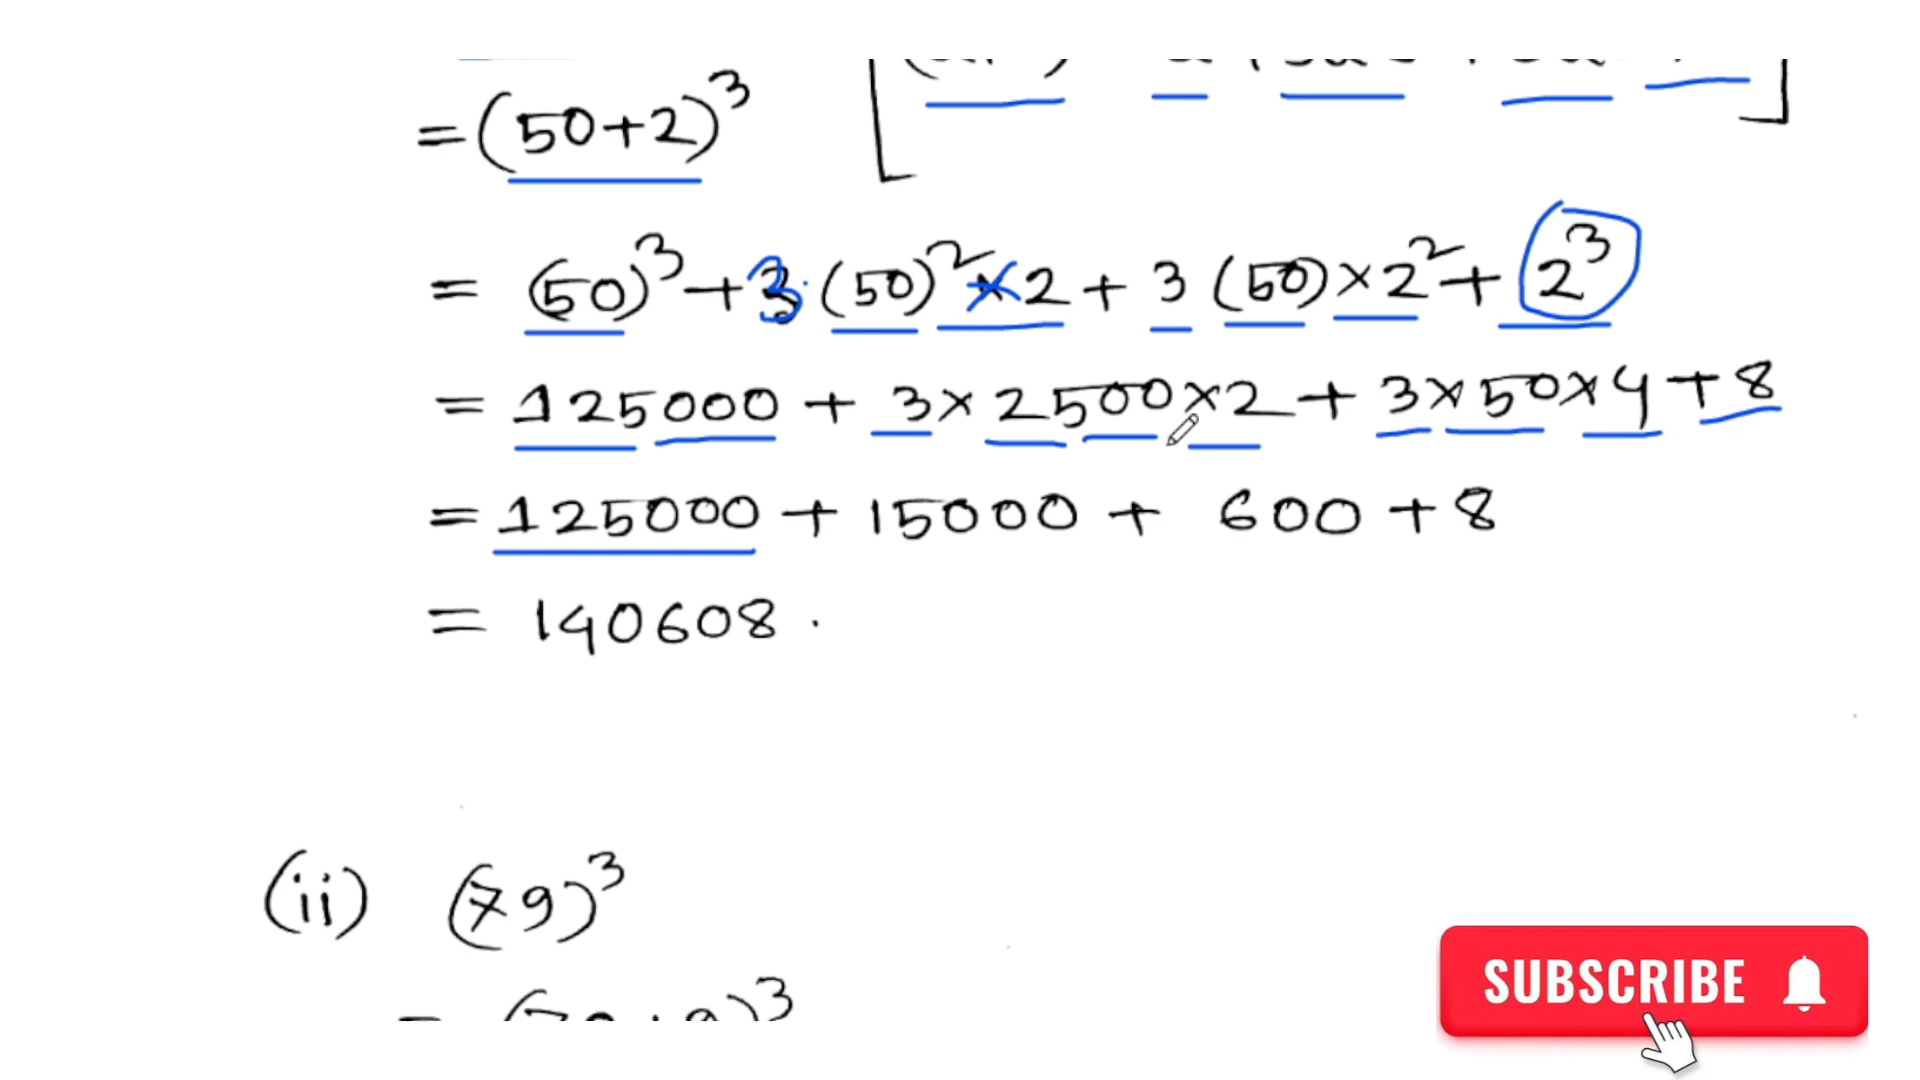 = (50+2)³
= (50)³ + 3 (50)² × 2 + 3 (50) × 2² + 2³
= 125000 + 3 × 2500 × 2 + 3 × 50 × 4 + 8
= 125000 + 15000 + 600 + 8
= 140608 .
(ii) (79)³
SUBSCRIBE